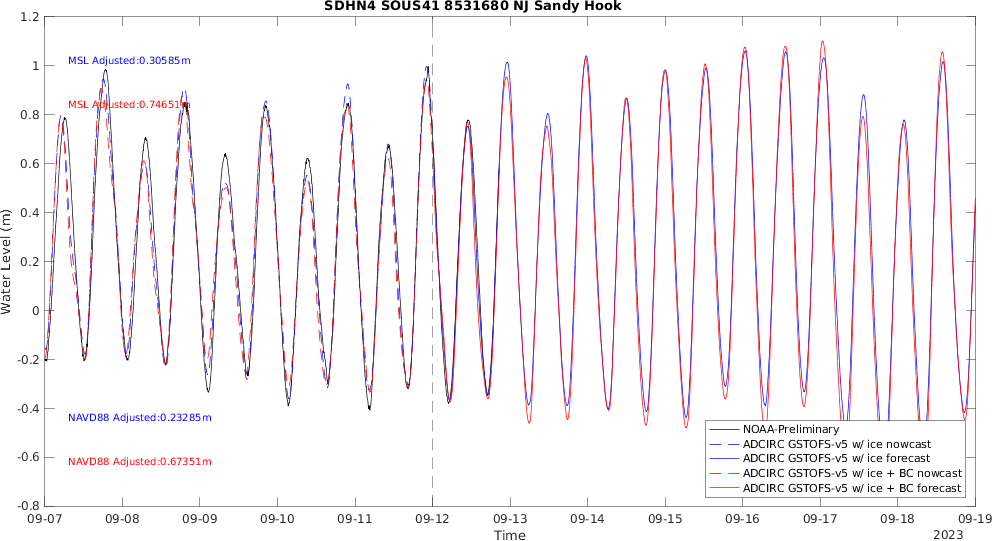 SDHN4 SOUS41 8531680 NJ Sandy Hook
1.2
1
0.8
0.6
0.4
0.2
0
-0.2
-0.4
-0.6
-0.8
Water Level (m)
MSL Adjusted:0.30585m
MSL Adjusted:0.74651m
NAVD88 Adjusted:0.23285m
NAVD88 Adjusted:0.67351m
NOAA-Preliminary
ADCIRC GSTOFS-v5 w/ ice nowcast
ADCIRC GSTOFS-v5 w/ ice forecast
ADCIRC GSTOFS-v5 w/ ice + BC nowcast
ADCIRC GSTOFS-v5 w/ ice + BC forecast
09-07 09-08 09-09 09-10 09-11 09-12 09-13 09-14 09-15 09-16 09-17 09-18 09-19
Time
2023